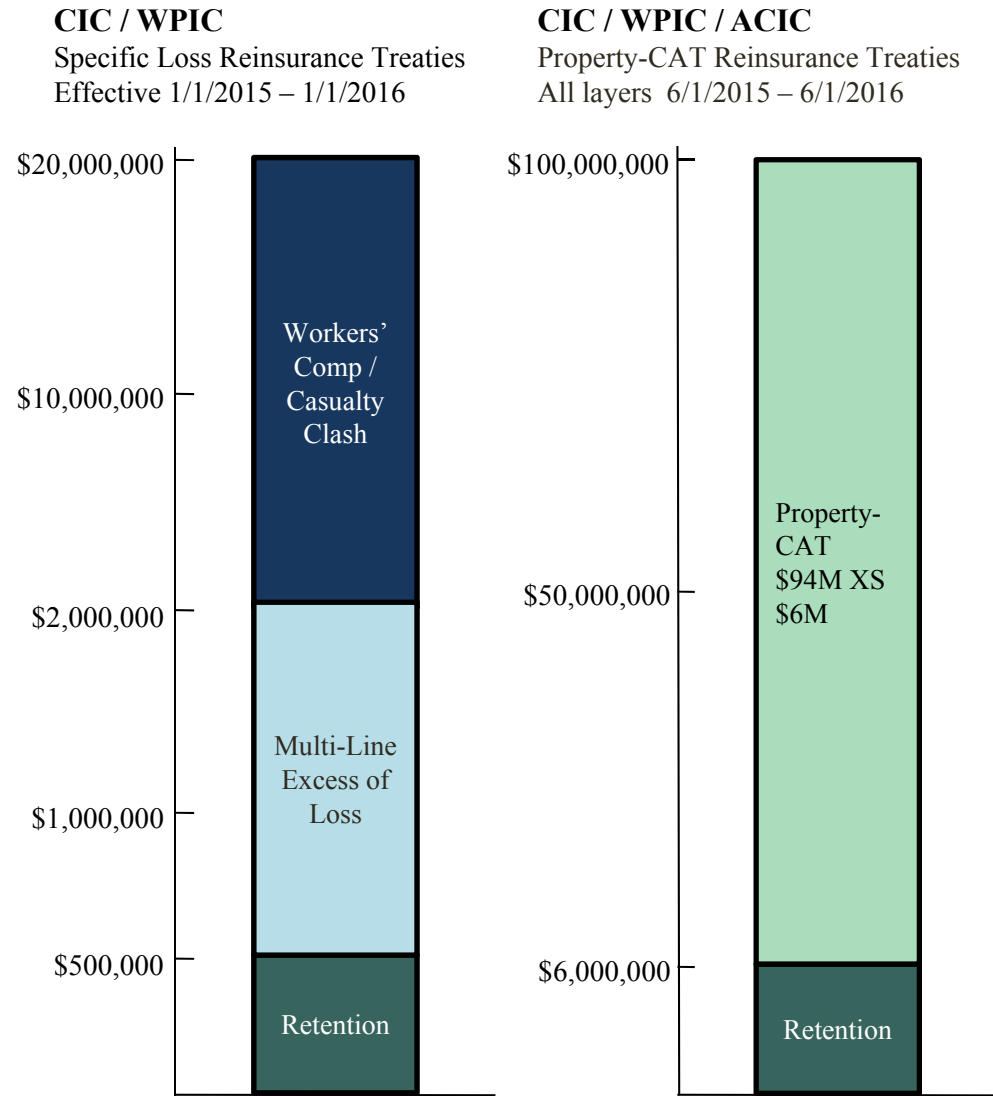 CIC / WPIC
Specific Loss Reinsurance Treaties
Effective 1/1/2015 – 1/1/2016
$20,000,000
$10,000,000
$2,000,000
$1,000,000
$500,000
Workers’
Comp /
Casualty
Clash
Multi-Line
Excess of
Loss
Retention
CIC / WPIC / ACIC
Property-CAT Reinsurance Treaties
All layers  6/1/2015 – 6/1/2016
$100,000,000
$50,000,000
$6,000,000
Property-
CAT
$94M XS
$6M
Retention